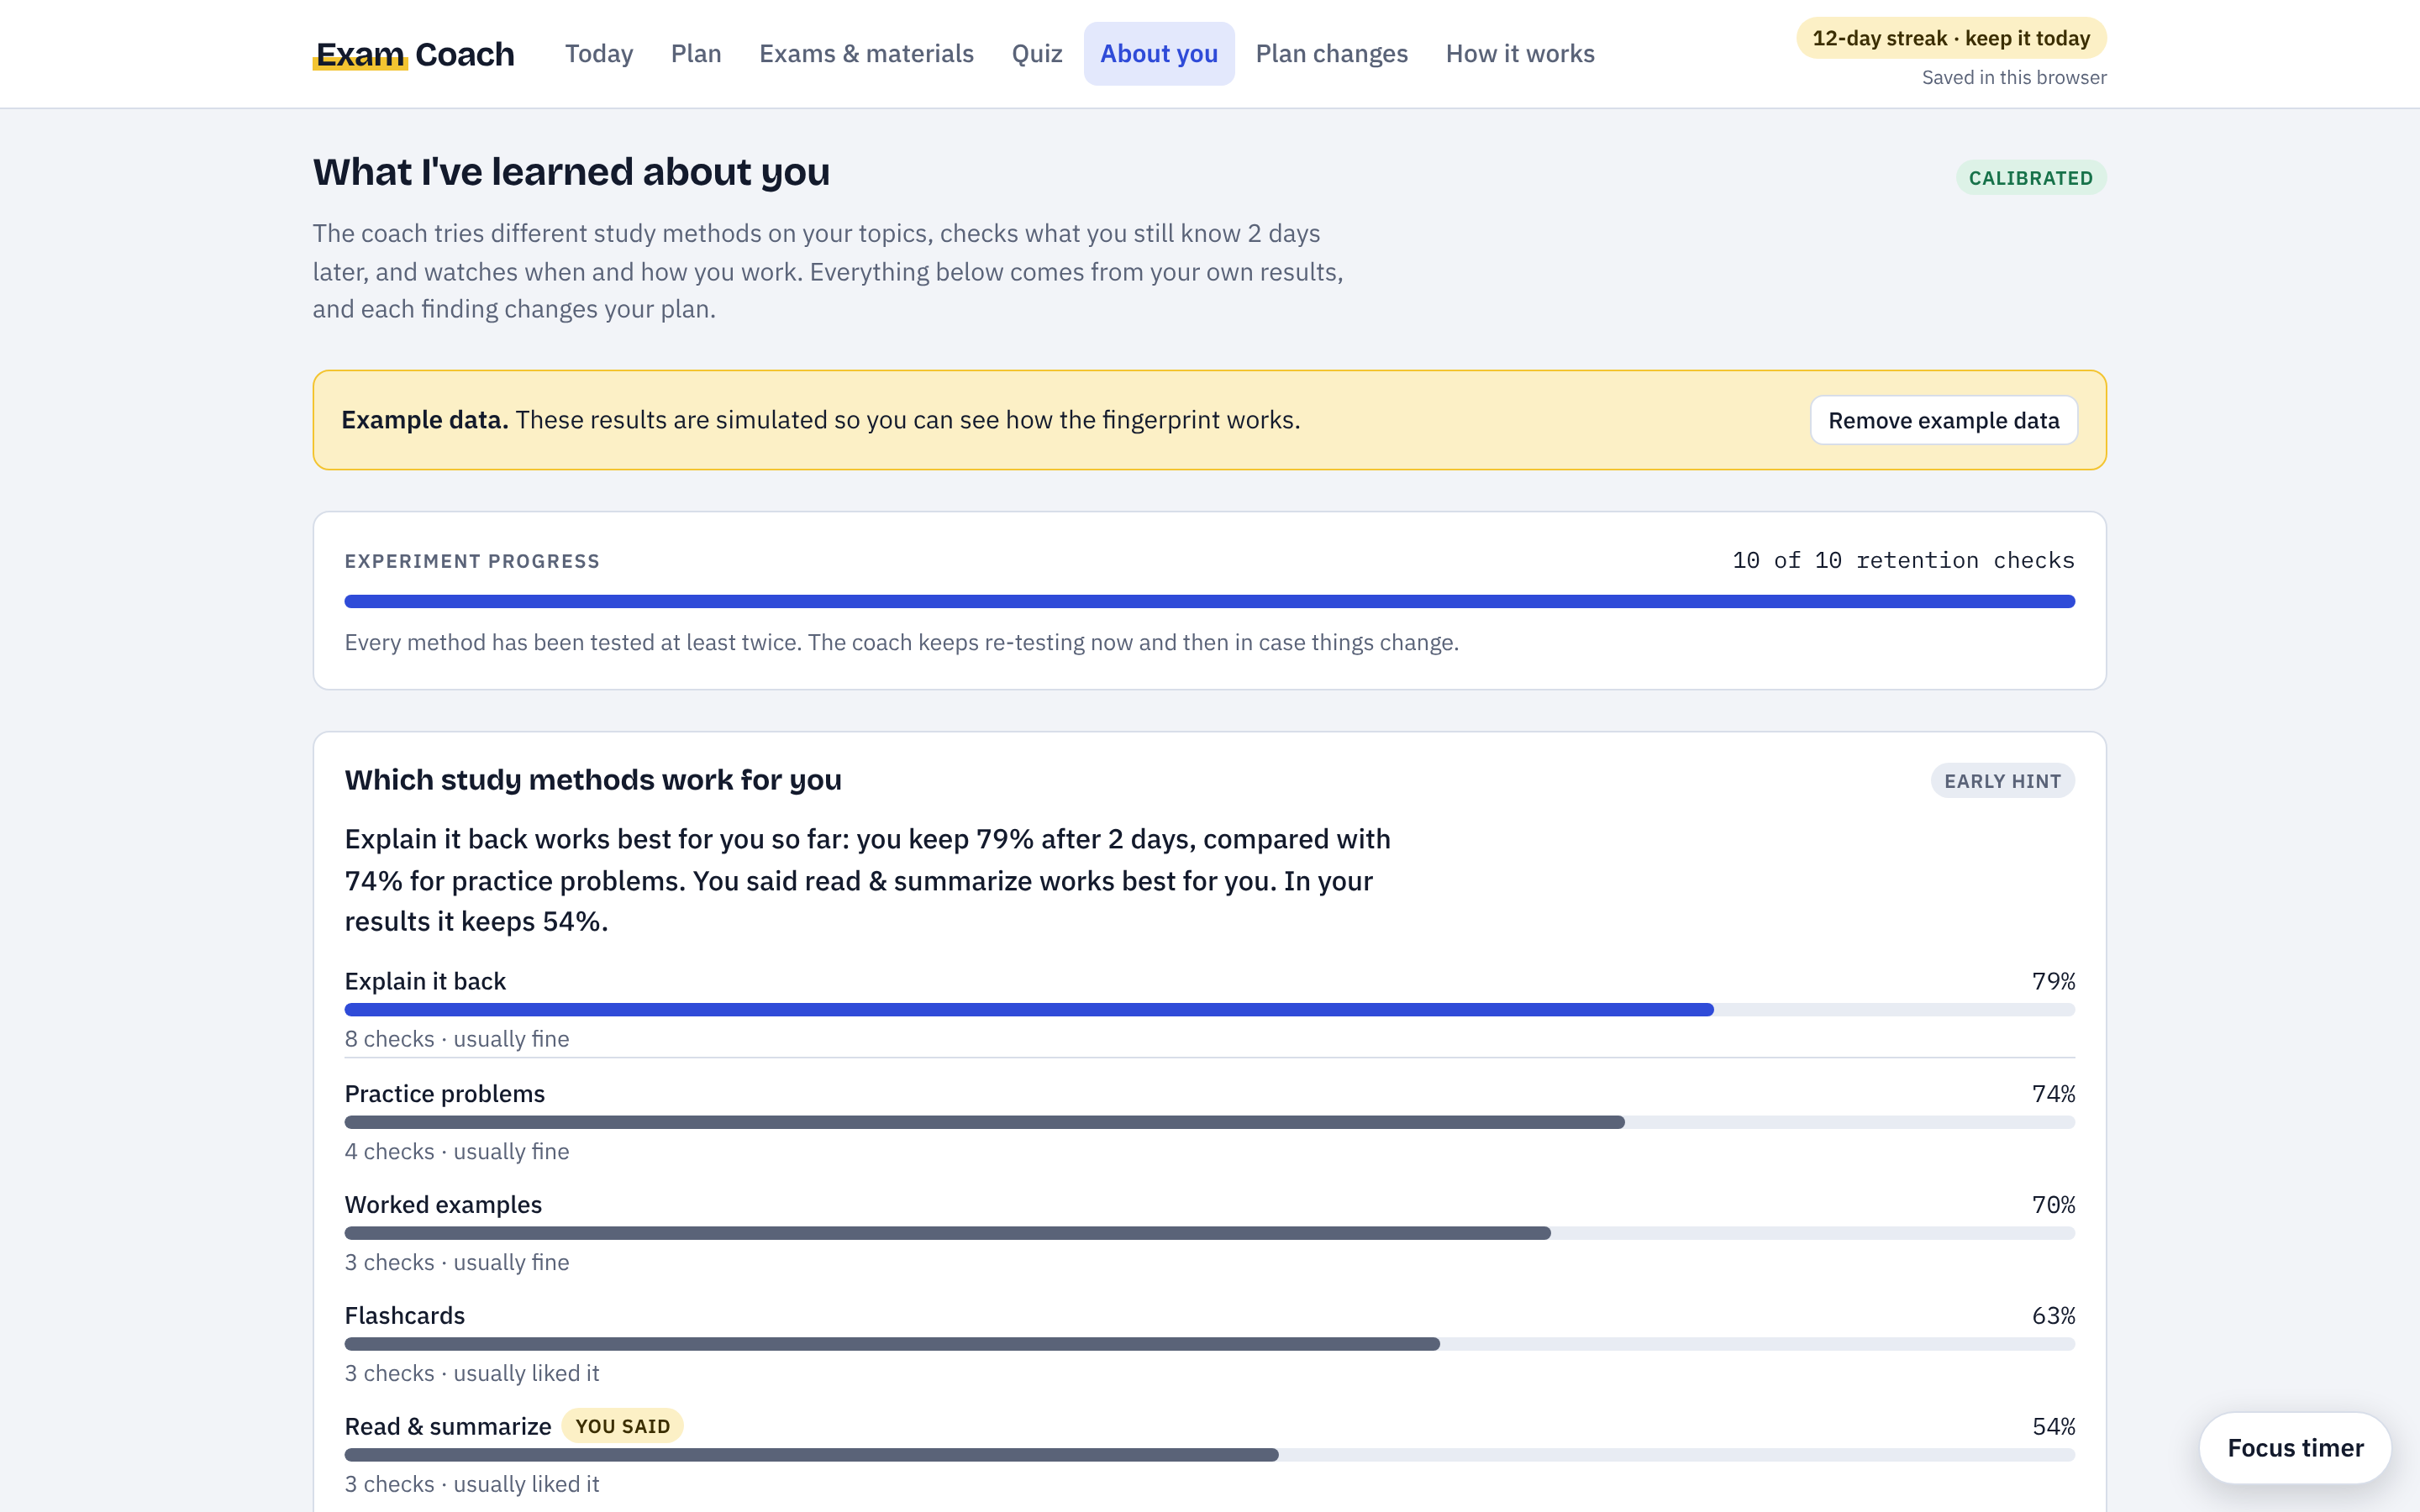 Exam Coach
Today
Plan
Exams & materials
Quiz
About you
Plan changes
How it works
12-day streak · keep it today
Saved in this browser
What I've learned about you
CALIBRATED
The coach tries different study methods on your topics, checks what you still know 2 days
later, and watches when and how you work. Everything below comes from your own results,
and each finding changes your plan.
Example data. These results are simulated so you can see how the fingerprint works.
Remove example data
EXPERIMENT PROGRESS
10 of 10 retention checks
Every method has been tested at least twice. The coach keeps re-testing now and then in case things change.
Which study methods work for you
EARLY HINT
Explain it back works best for you so far: you keep 79% after 2 days, compared with
74% for practice problems. You said read & summarize works best for you. In your
results it keeps 54%.
Explain it back
79%
8 checks · usually fine
Practice problems
74%
4 checks · usually fine
Worked examples
70%
3 checks · usually fine
Flashcards
63%
3 checks · usually liked it
Read & summarize
YOU SAID
54%
3 checks · usually liked it
Focus timer